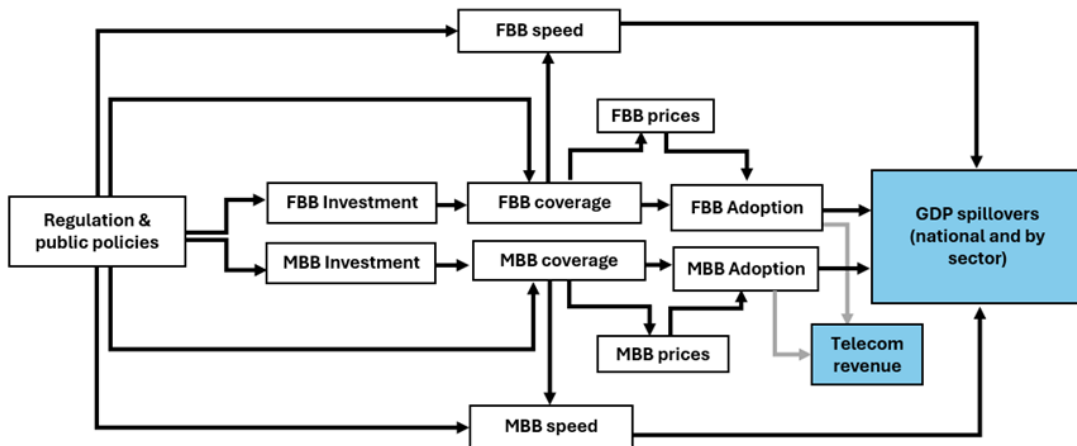 FBB speed
FBB prices
Regulation &
public policies
FBB Investment
FBB coverage
FBB Adoption
GDP spillovers
(national and by
sector)
MBB Investment
MBB coverage
MBB Adoption
MBB prices
Telecom
revenue
MBB speed